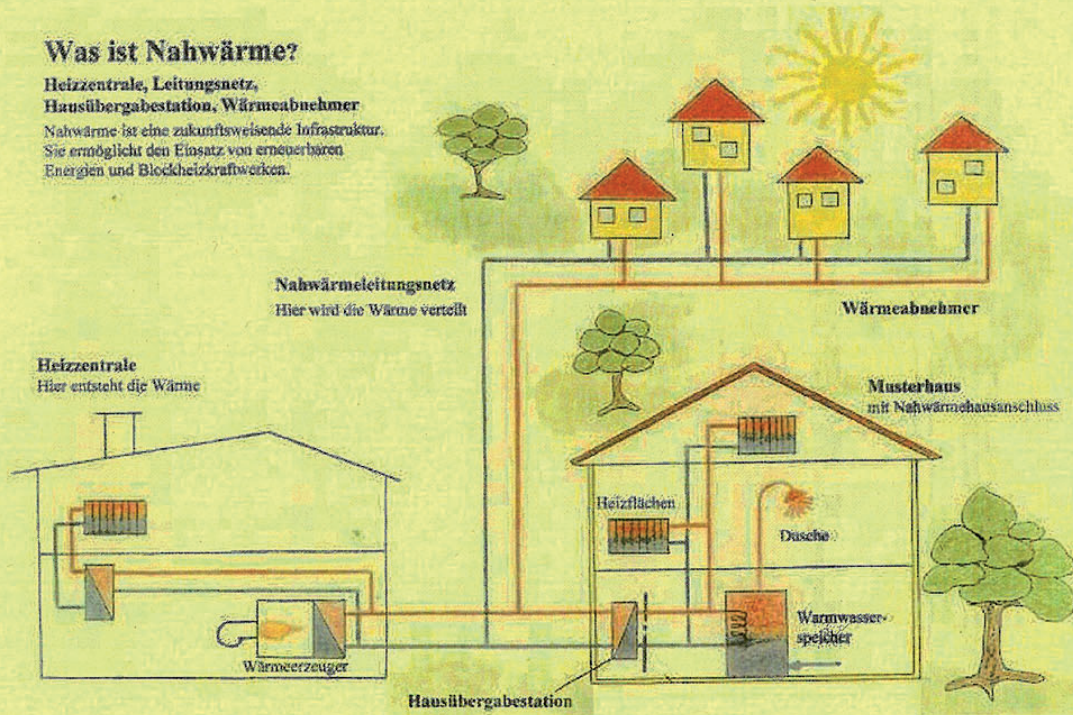 Was ist Nahwärme?
Heizzentrale, Leitungsnetz,
Hausübergabestation, Wärmeabnehmer
Nahwärme ist eine zukunftsweisende Infrastruktur.
Sie ermöglicht den Einsatz von erneuerbaren
Energien und Blockheizkraftwerken.
Nahwärmeleitungsnetz
Hier wird die Wärme verteilt
Wärmeabnehmer
Heizzentrale
Hier entsteht die Wärme
Musterhaus
mit Nahwärmehausanschluss
Heizflächen
Dusche
Warmwasser-
speicher
Wärmeerzeuger
Hausübergabestation